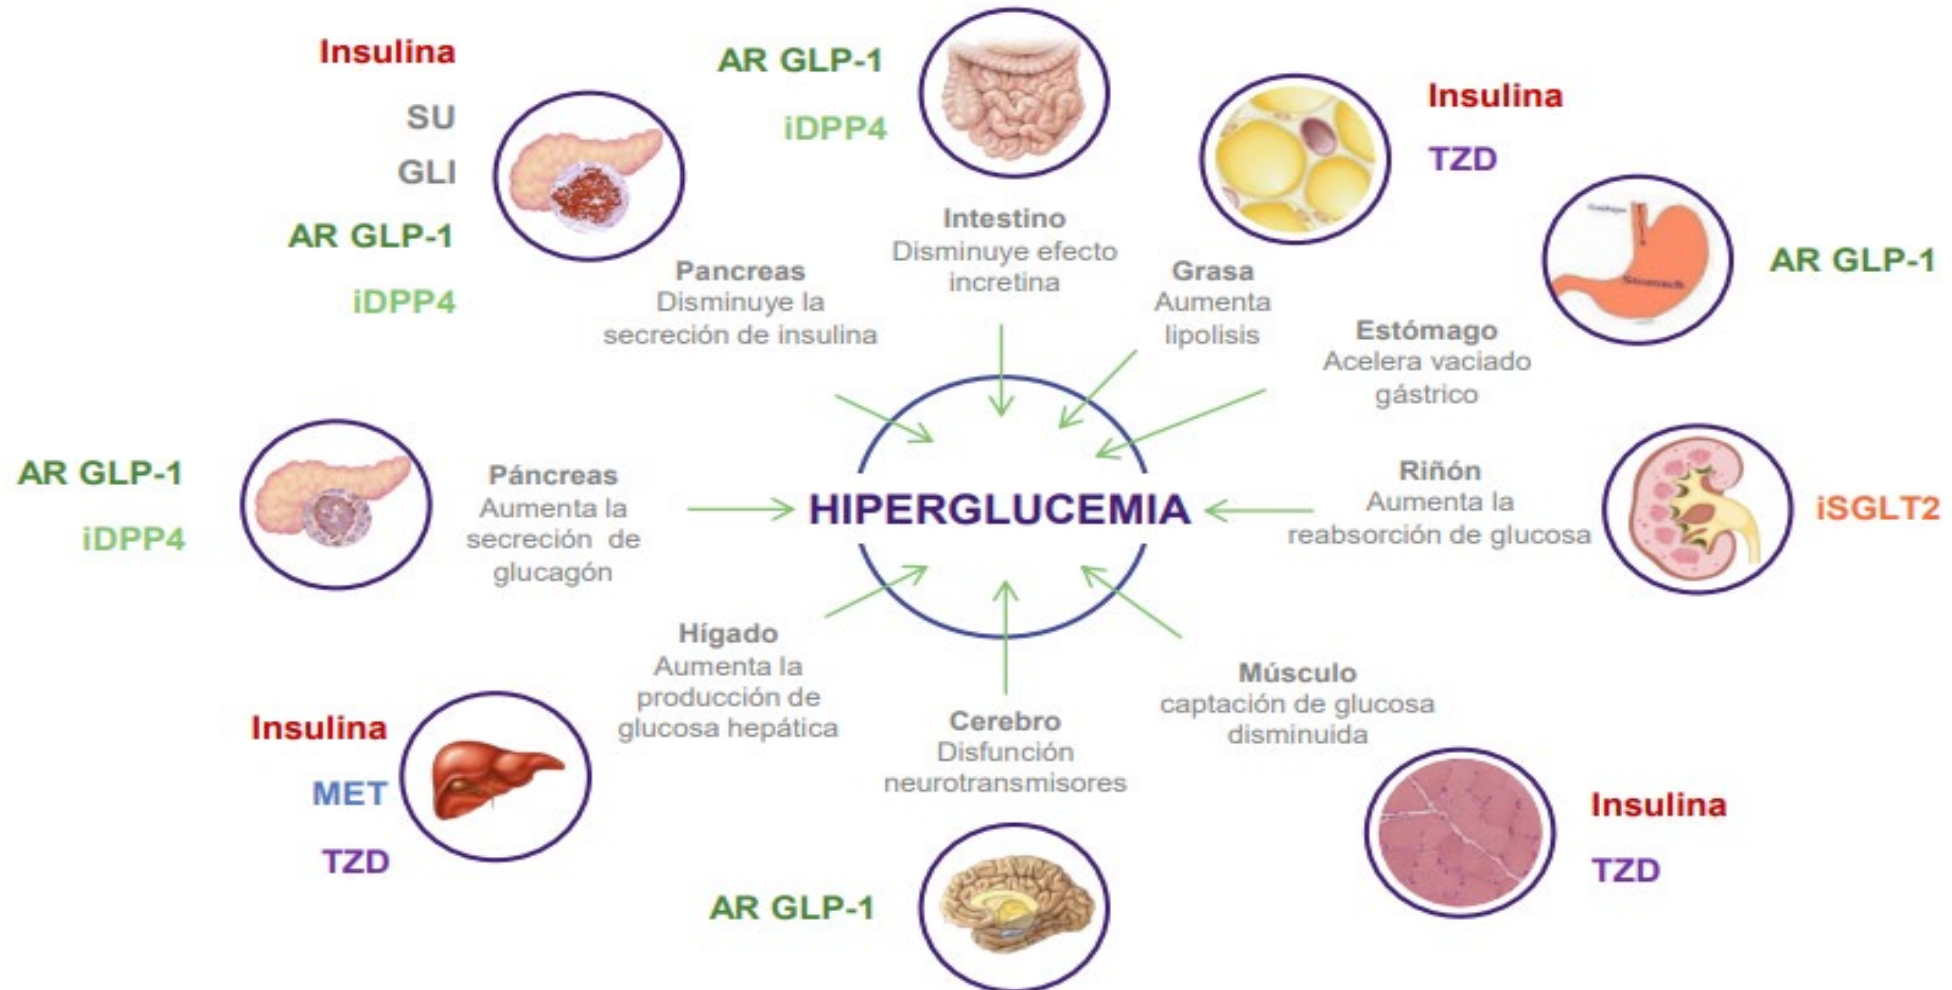 Insulina
SU
GLI
AR GLP-1
iDPP4
Pancreas
Disminuye la
secreción de insulina
AR GLP-1
iDPP4
Intestino
Disminuye efecto
incretina
Insulina
TZD
Grasa
Aumenta
lipolisis
Stomach
AR GLP-1
Estómago
Acelera vaciado
gástrico
AR GLP-1
iDPP4
Páncreas
Aumenta la
secreción de
glucagón
HIPERGLUCEMIA
Riñón
Aumenta la
reabsorción de glucosa
iSGLT2
Hígado
Aumenta la
producción de
glucosa hepática
Insulina
MET
TZD
Cerebro
Disfunción
neurotransmisores
AR GLP-1
Músculo
captación de glucosa
disminuida
Insulina
TZD